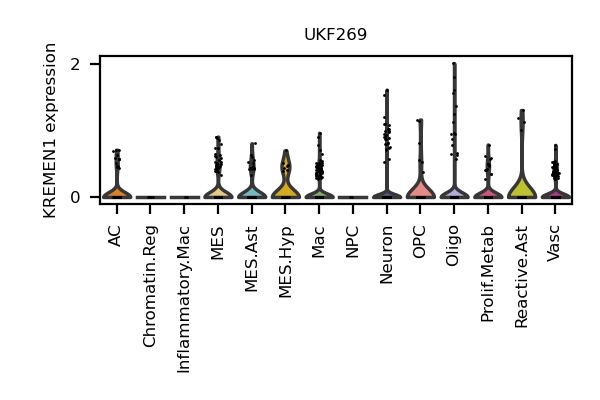 UKF269
KREMEN1 expression
2
0
AC
Chromatin.Reg
Inflammatory.Mac
MES
MES.Ast
MES.Hyp
Mac
NPC
Neuron
OPC
Oligo
Prolif.Metab
Reactive.Ast
Vasc